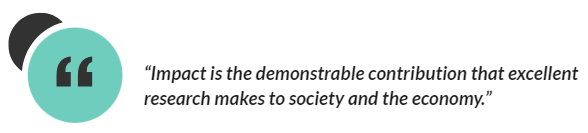 “
“Impact is the demonstrable contribution that excellent
research makes to society and the economy.”